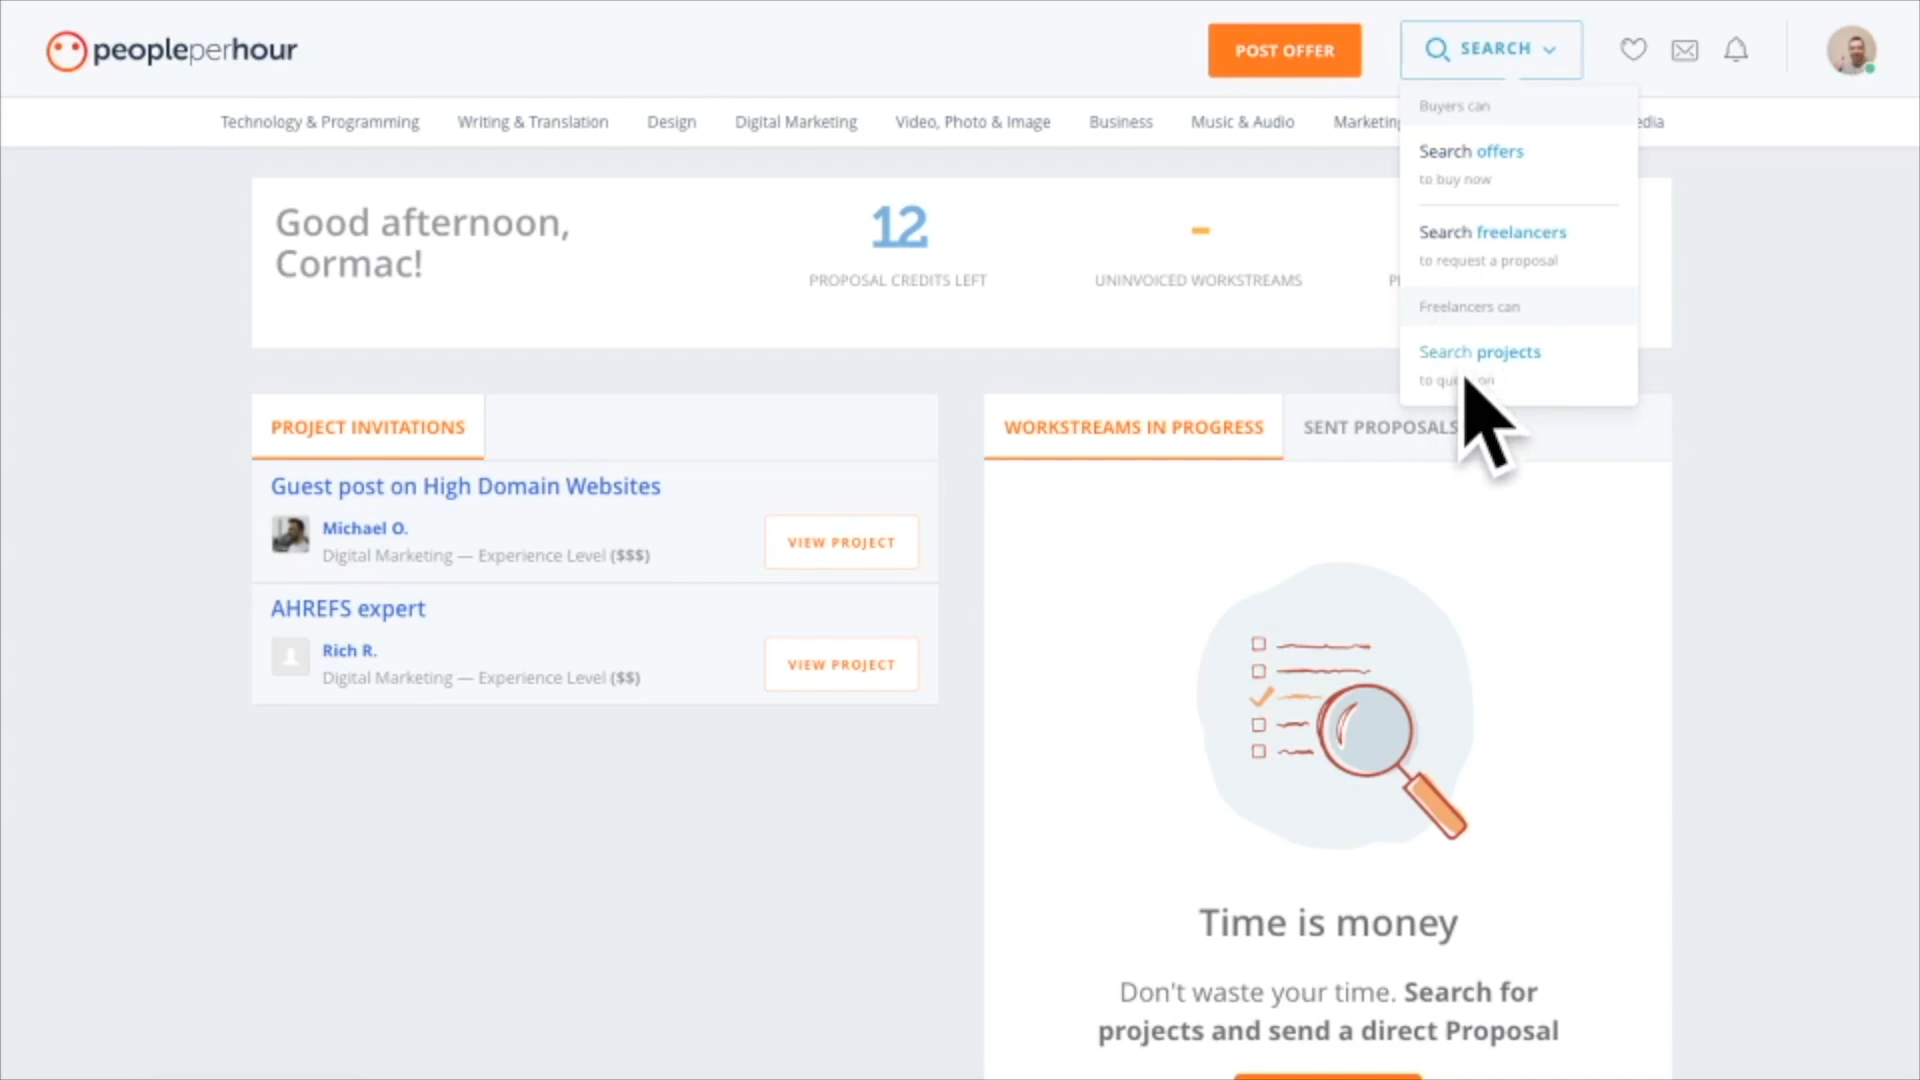 peopleperhour
POST OFFER
SEARCH
Technology & Programming
Writing & Translation
Design
Digital Marketing
Video, Photo & Image
Business
Music & Audio
Buyers can
Search offers
to buy now
Search freelancers
to request a proposal
Freelancers can
Search projects
to
Good afternoon,
Cormac!
12
PROPOSAL CREDITS LEFT
-
UNINVOICED WORKSTREAMS
PROJECT INVITATIONS
Guest post on High Domain Websites
Michael O.
Digital Marketing — Experience Level ($$$)
VIEW PROJECT
AHREFS expert
Rich R.
Digital Marketing — Experience Level ($$)
VIEW PROJECT
WORKSTREAMS IN PROGRESS
SENT PROPOSALS
Time is money
Don't waste your time. Search for
projects and send a direct Proposal